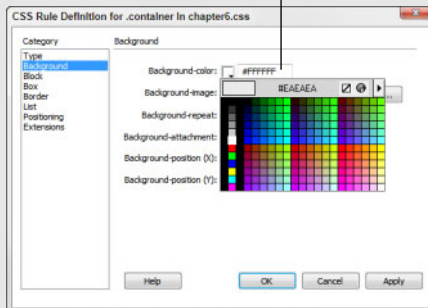 CSS Rule Definition for .container in chapter6.css
Category
Background
Type
Background
Block
Box
Border
List
Positioning
Extensions
Background-color: #FFFFFF
Background-image:
#EAEAEA
Background-repeat:
Background-attachment:
Background-position (X):
Background-position (Y):
Help
OK
Cancel
Apply